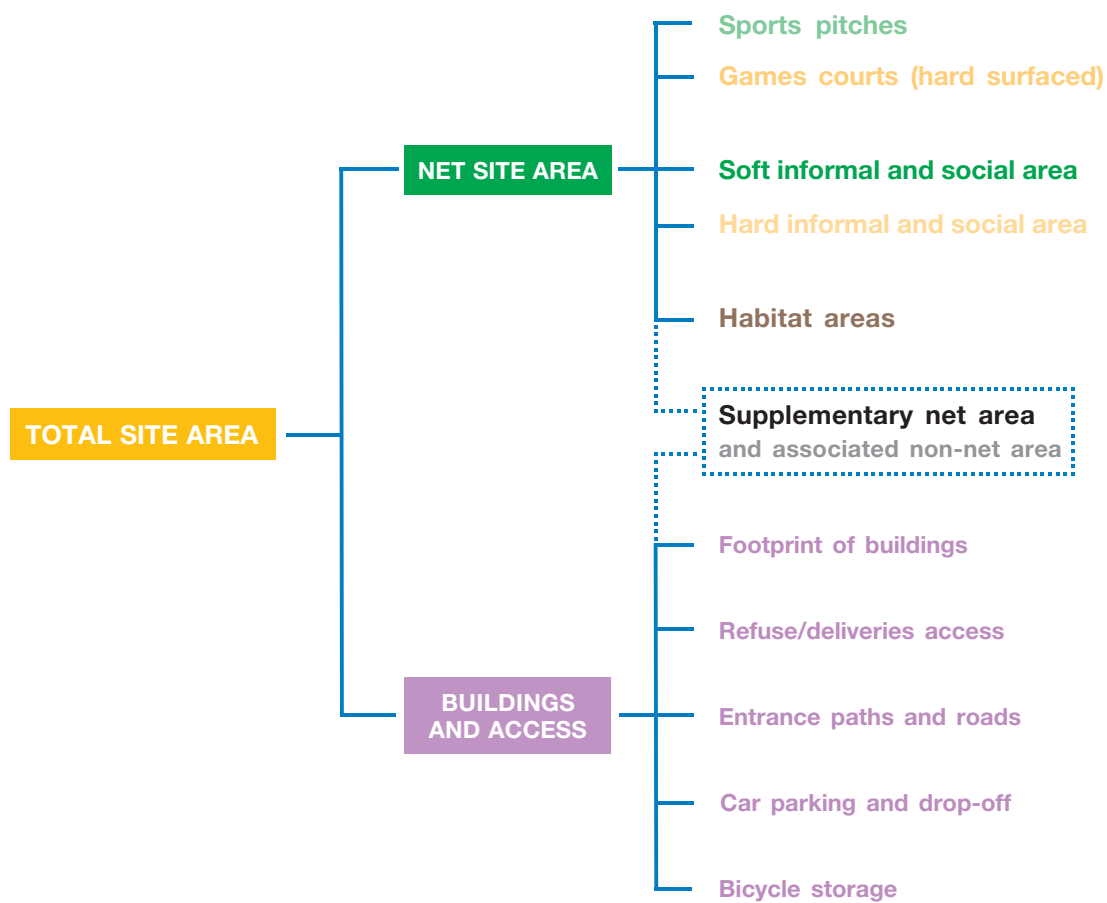 Sports pitches
Games courts (hard surfaced)
NET SITE AREA
Soft informal and social area
Hard informal and social area
Habitat areas
TOTAL SITE AREA
Supplementary net area
and associated non-net area
Footprint of buildings
Refuse/deliveries access
BUILDINGS
AND ACCESS
Entrance paths and roads
Car parking and drop-off
Bicycle storage